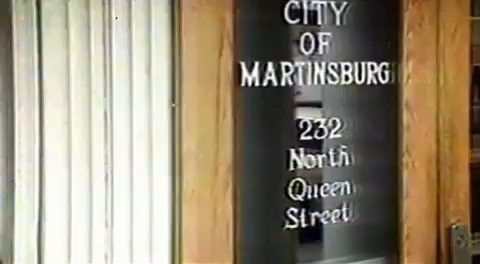 CITY
OF
MARTINSBURG
232
North
Queen
Street